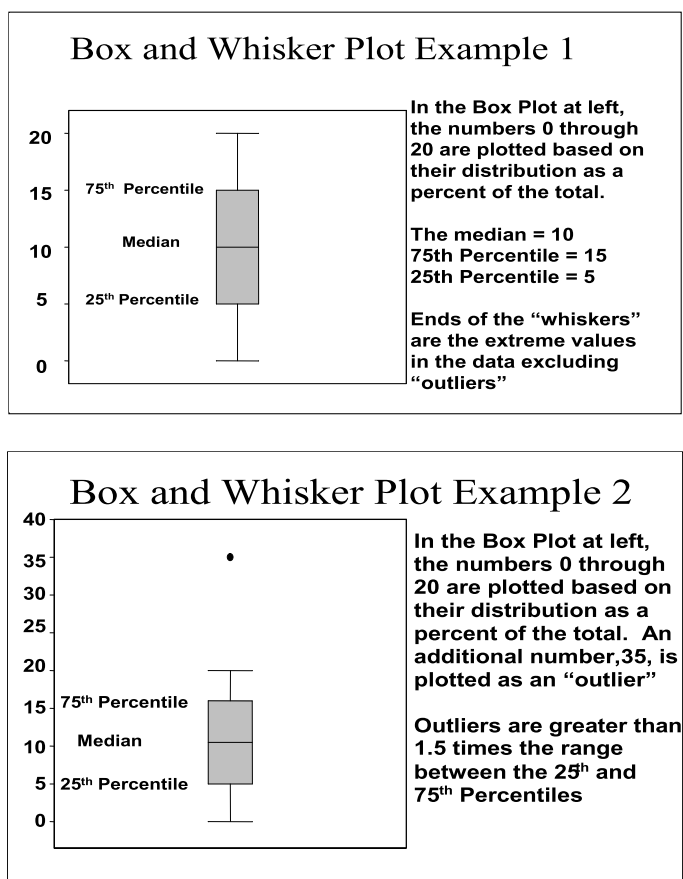 Box and Whisker Plot Example 1
20
15
10
5
0
75th Percentile
Median
25th Percentile
In the Box Plot at left,
the numbers 0 through
20 are plotted based on
their distribution as a
percent of the total.
The median = 10
75th Percentile = 15
25th Percentile = 5
Ends of the “whiskers”
are the extreme values
in the data excluding
“outliers”
Box and Whisker Plot Example 2
40
35
30
25
20
15
10
5
0
75th Percentile
Median
25th Percentile
In the Box Plot at left,
the numbers 0 through
20 are plotted based on
their distribution as a
percent of the total. An
additional number,35, is
plotted as an “outlier”
Outliers are greater than
1.5 times the range
between the 25th and
75th Percentiles